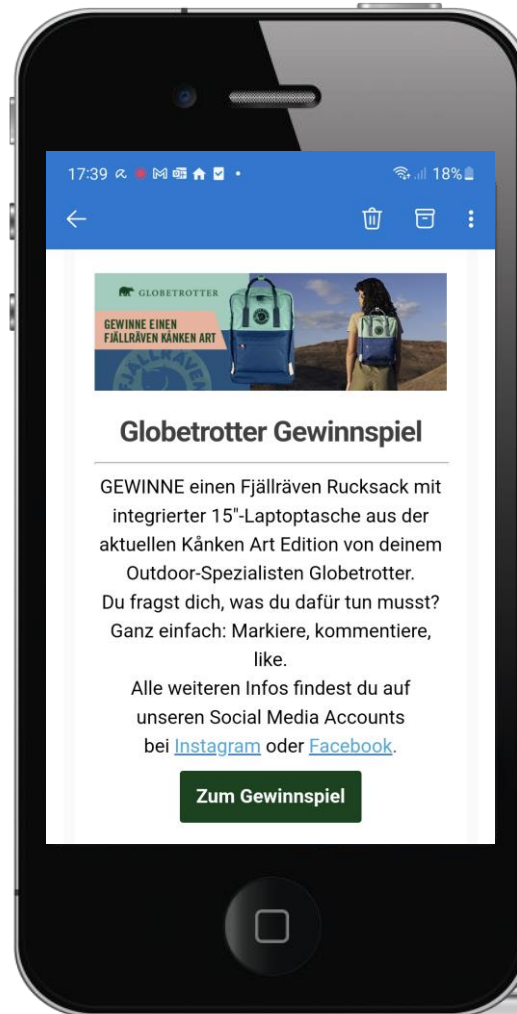 17:39
18%
GLOBETROTTER
GEWINNE EINEN
FJÄLLRÄVEN KÅNKEN ART
FJÄLLRÄVEN
Globetrotter Gewinnspiel
GEWINNE einen Fjällräven Rucksack mit
integrierter 15"-Laptoptasche aus der
aktuellen Kånken Art Edition von deinem
Outdoor-Spezialisten Globetrotter.
Du fragst dich, was du dafür tun musst?
Ganz einfach: Markiere, kommentiere,
like.
Alle weiteren Infos findest du auf
unseren Social Media Accounts
bei Instagram oder Facebook.
Zum Gewinnspiel